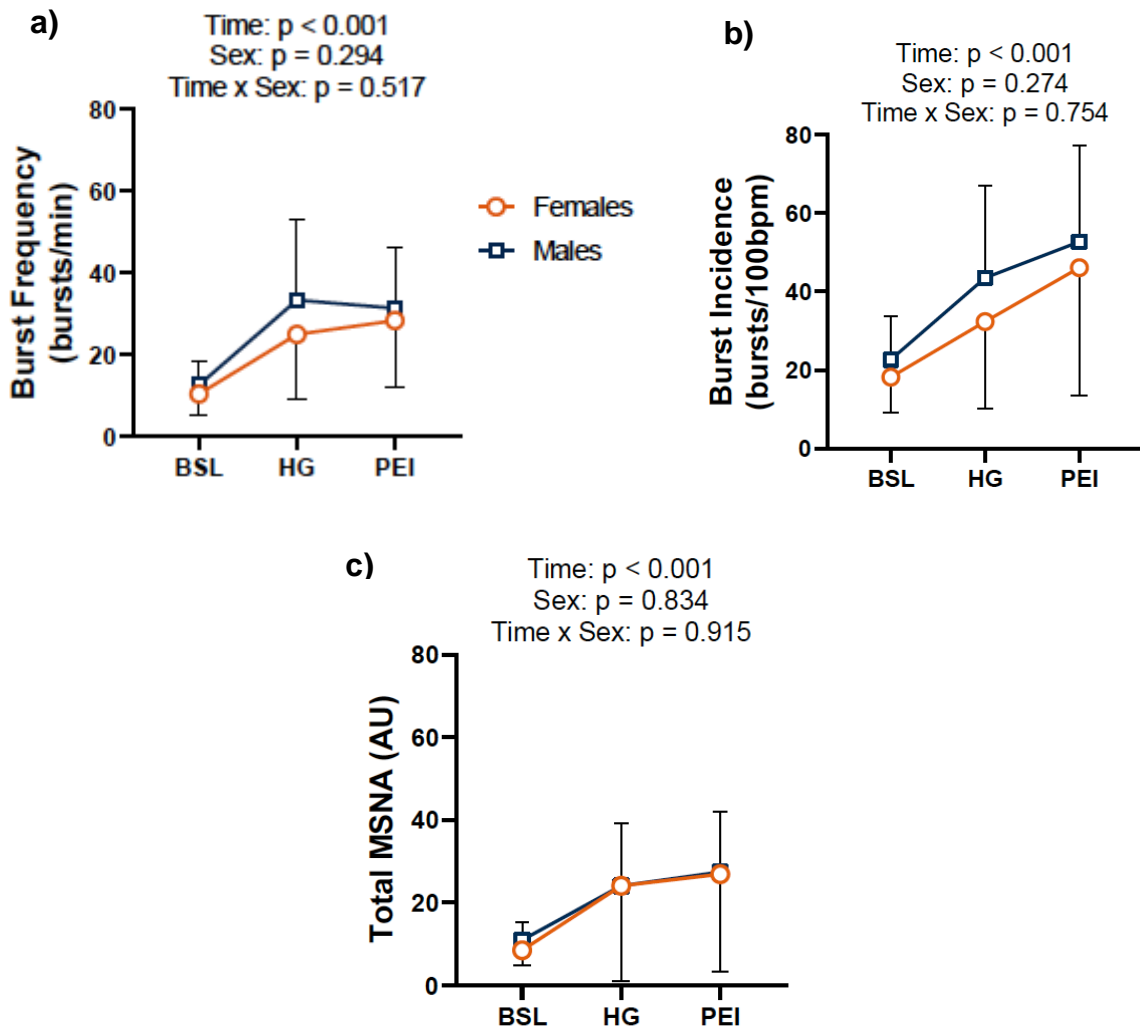 a)
Time: p < 0.001
Sex: p = 0.294
Time x Sex: p = 0.517
80
60
40
20
0
Burst Frequency
(bursts/min)
BSL HG PEI
Females
Males
b)
Time: p < 0.001
Sex: p = 0.274
Time x Sex: p = 0.754
80
60
40
20
0
Burst Incidence
(bursts/100bpm)
BSL HG PEI
c)
Time: p < 0.001
Sex: p = 0.834
Time x Sex: p = 0.915
80
60
40
20
0
Total MSNA (AU)
BSL HG PEI